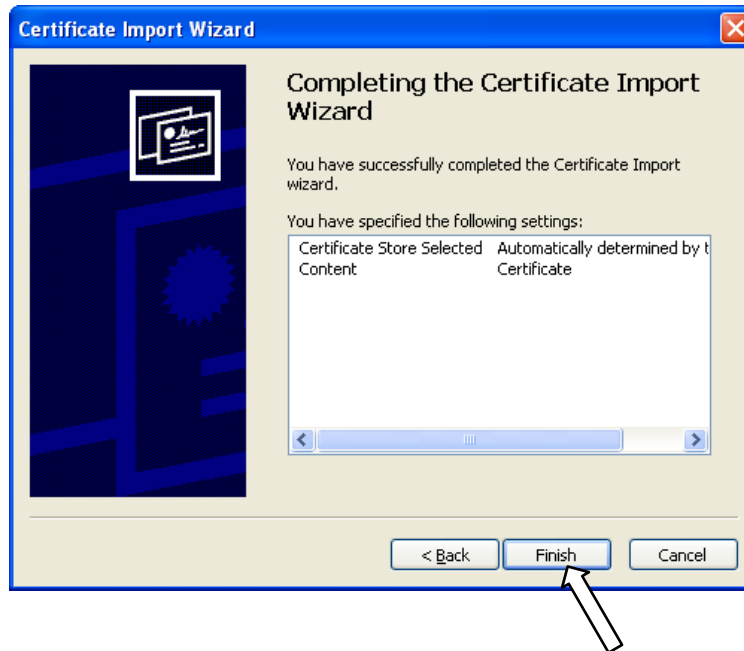 Certificate Import Wizard
Completing the Certificate Import
Wizard
You have successfully completed the Certificate Import
wizard.
You have specified the following settings:
Certificate Store Selected Automatically determined by t
Content Certificate
< Back Finish Cancel